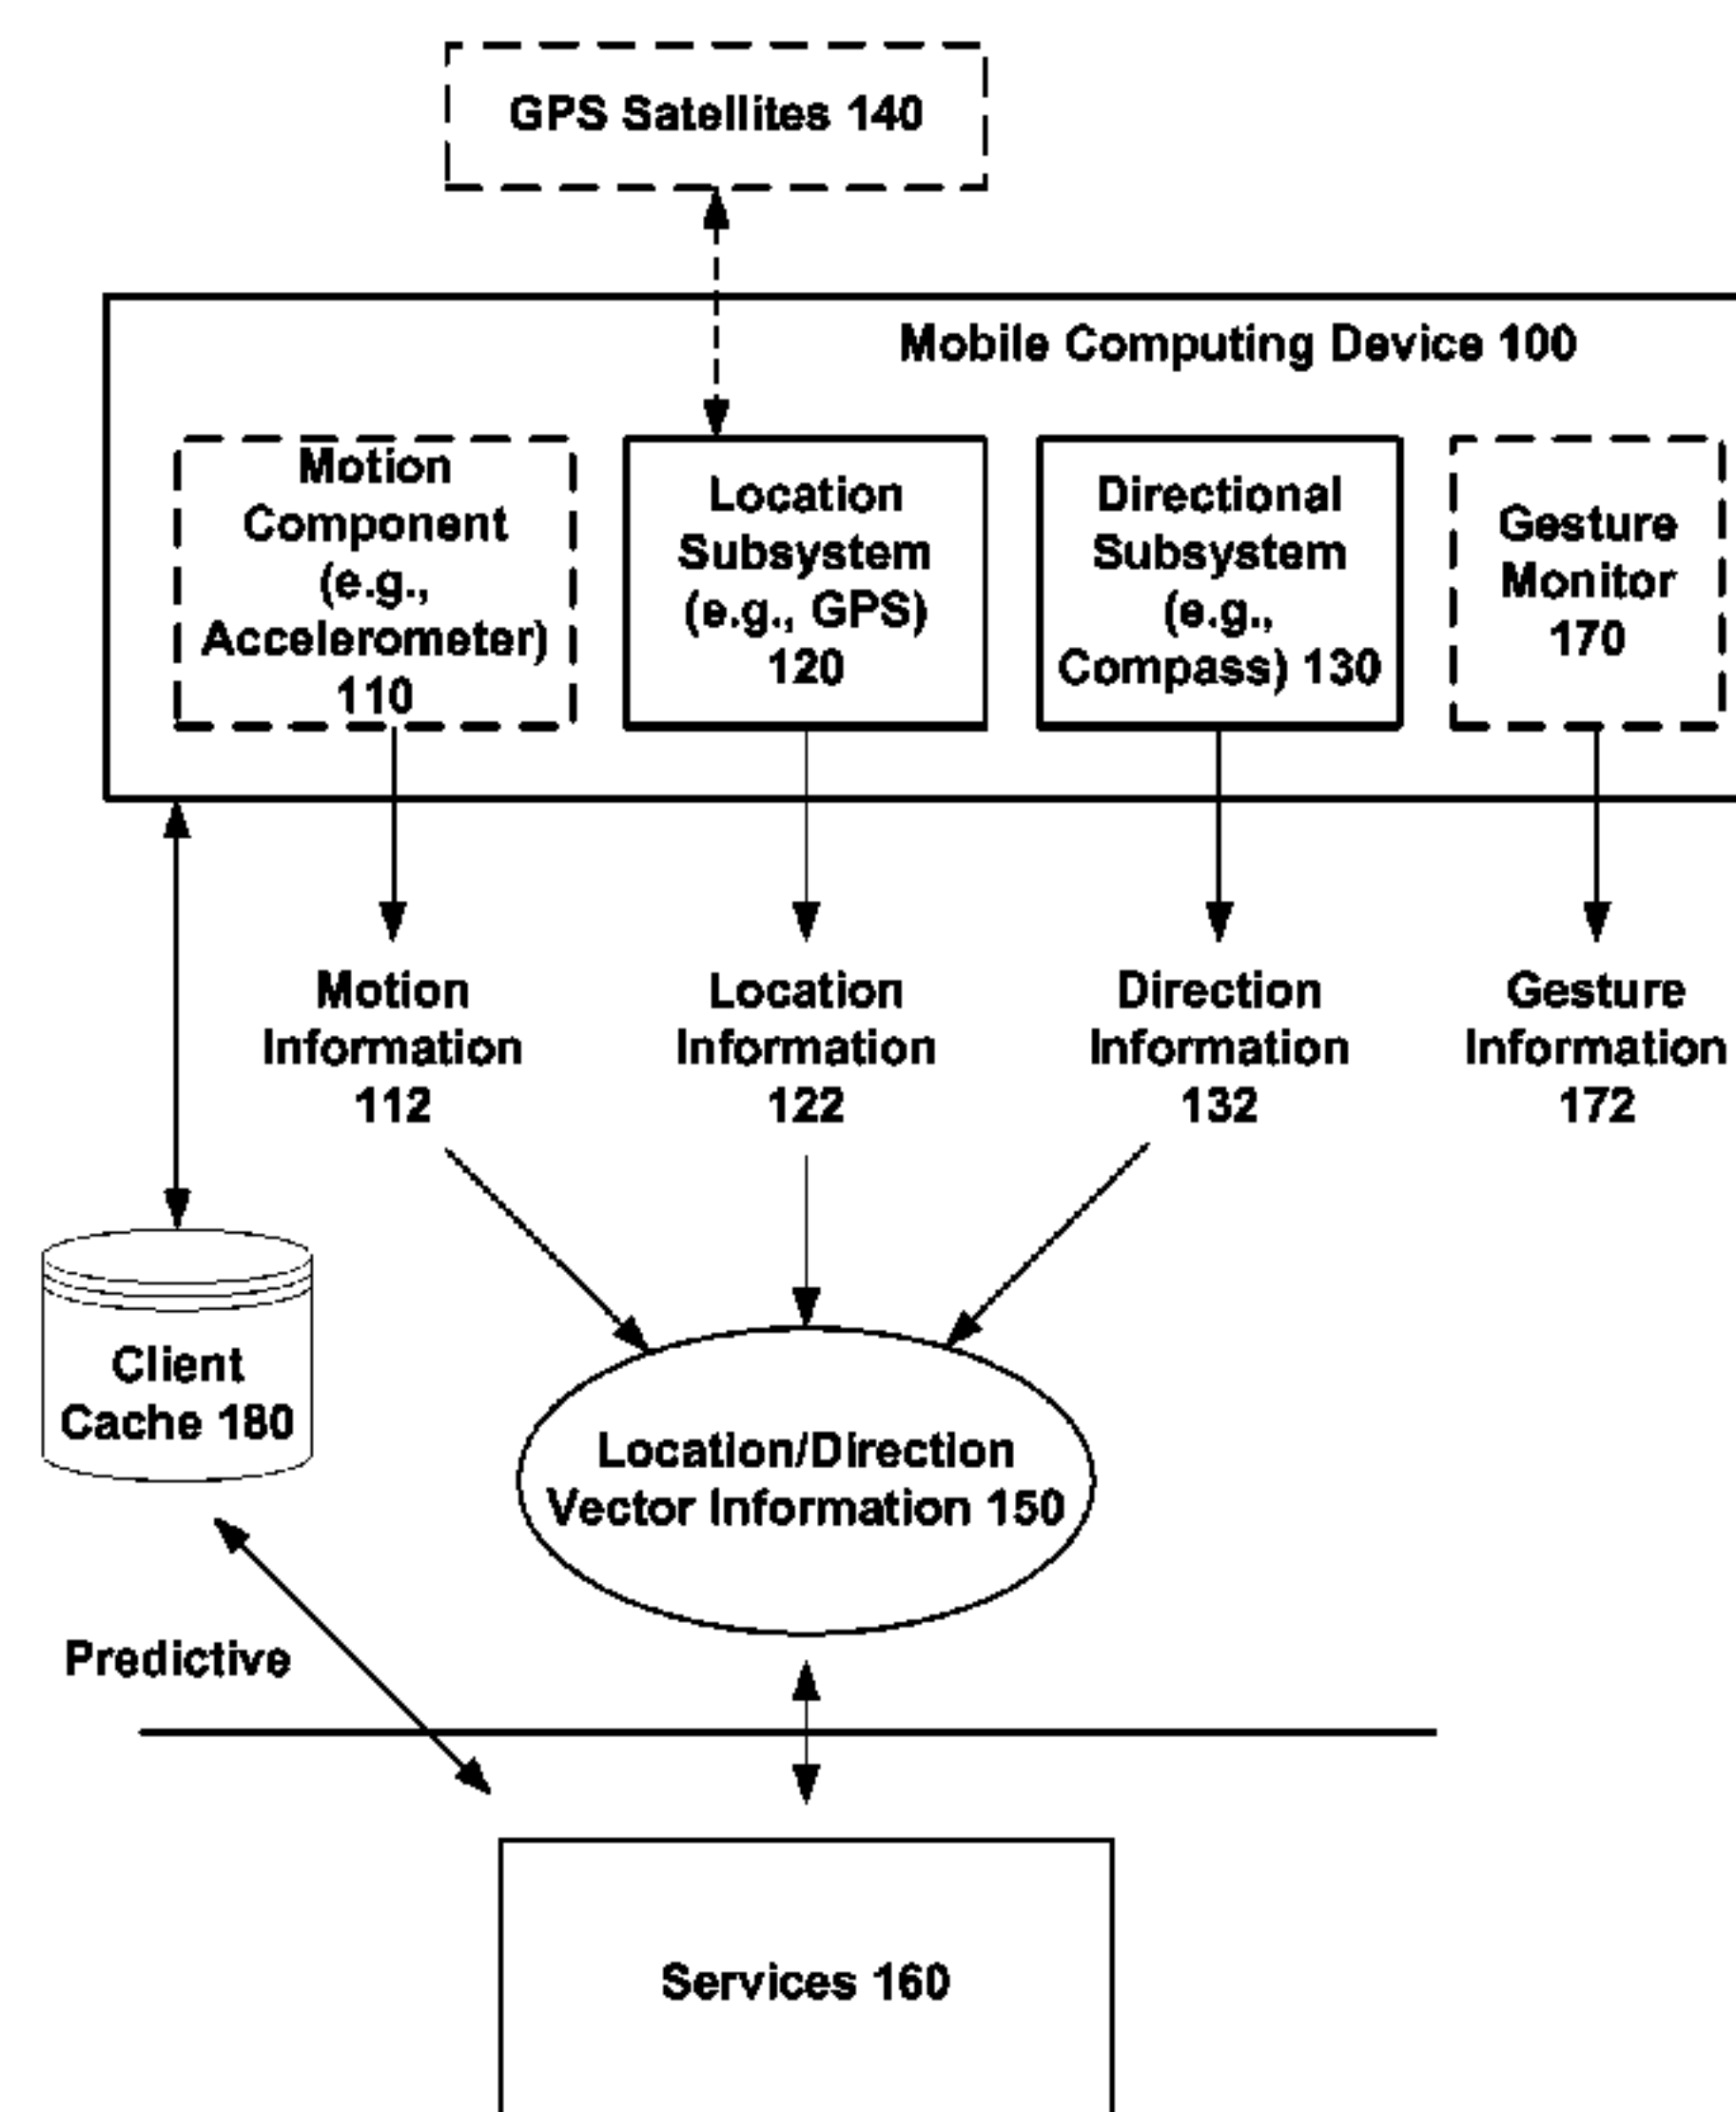 GPS Satellites 140
Mobile Computing Device 100
Motion
Component
(e.g.,
Accelerometer)
110
Location
Subsystem
(e.g., GPS)
120
Directional
Subsystem
(e.g.,
Compass) 130
Gesture
Monitor
170
Motion
Information
112
Location
Information
122
Direction
Information
132
Gesture
Information
172
Client
Cache 180
Location/Direction
Vector Information 150
Predictive
Services 160